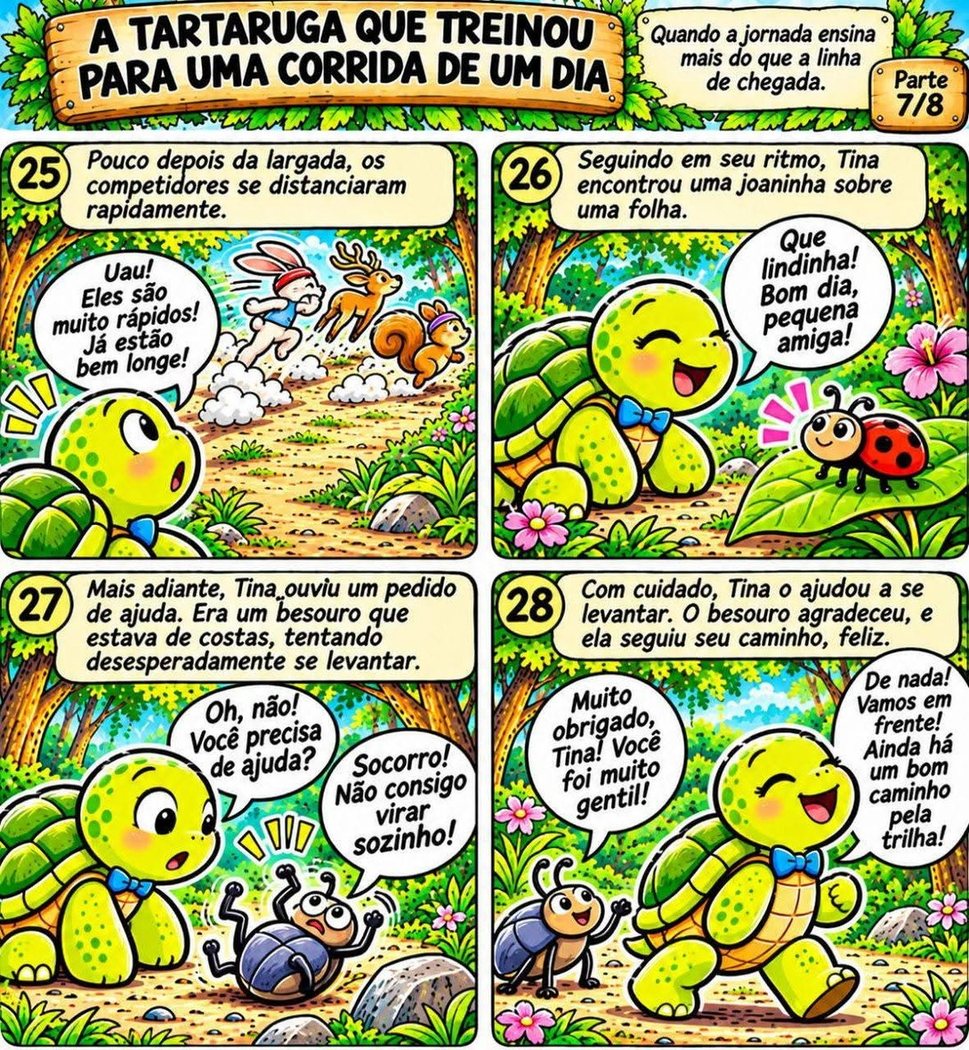 A TARTARUGA QUE TREINOU
PARA UMA CORRIDA DE UM DIA
Quando a jornada ensina
mais do que a linha
de chegada.
Parte
7/8
25
Pouco depois da largada, os
competidores se distanciaram
rapidamente.
Uau!
Eles são
muito rápidos!
Já estão
bem longe!
26
Seguindo em seu ritmo, Tina
encontrou uma joaninha sobre
uma folha.
Que
lindinha!
Bom dia,
pequena
amiga!
27
Mais adiante, Tina ouviu um pedido
de ajuda. Era um besouro que
estava de costas, tentando
desesperadamente se levantar.
Oh, não!
Você precisa
de ajuda?
Socorro!
Não consigo
virar
sozinho!
28
Com cuidado, Tina o ajudou a se
levantar. O besouro agradeceu, e
ela seguiu seu caminho, feliz.
Muito
obrigado,
Tina! Você
foi muito
gentil!
De nada!
Vamos em
frente!
Ainda há
um bom
caminho
pela
trilha!